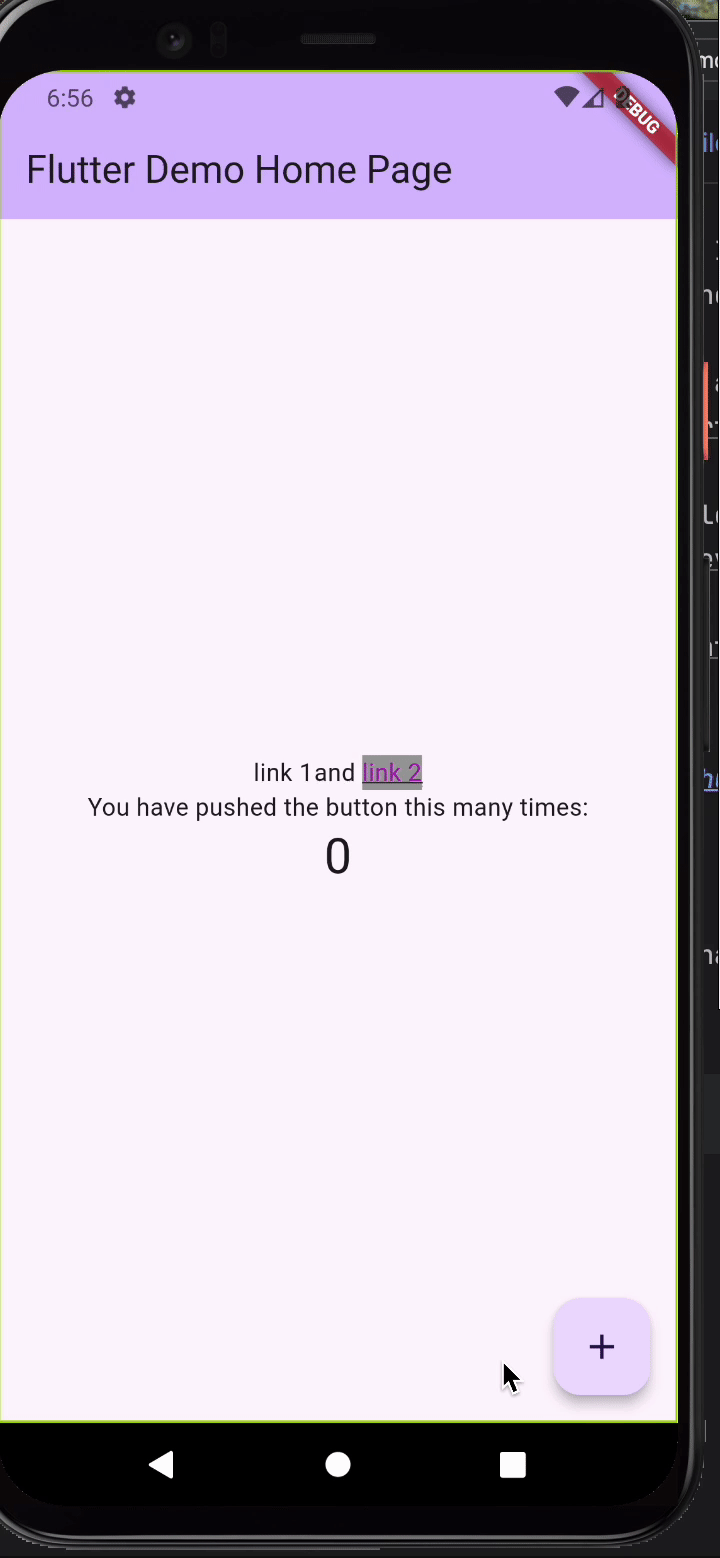 6:56
DEBUG
Flutter Demo Home Page
link 1and link 2
You have pushed the button this many times:
0